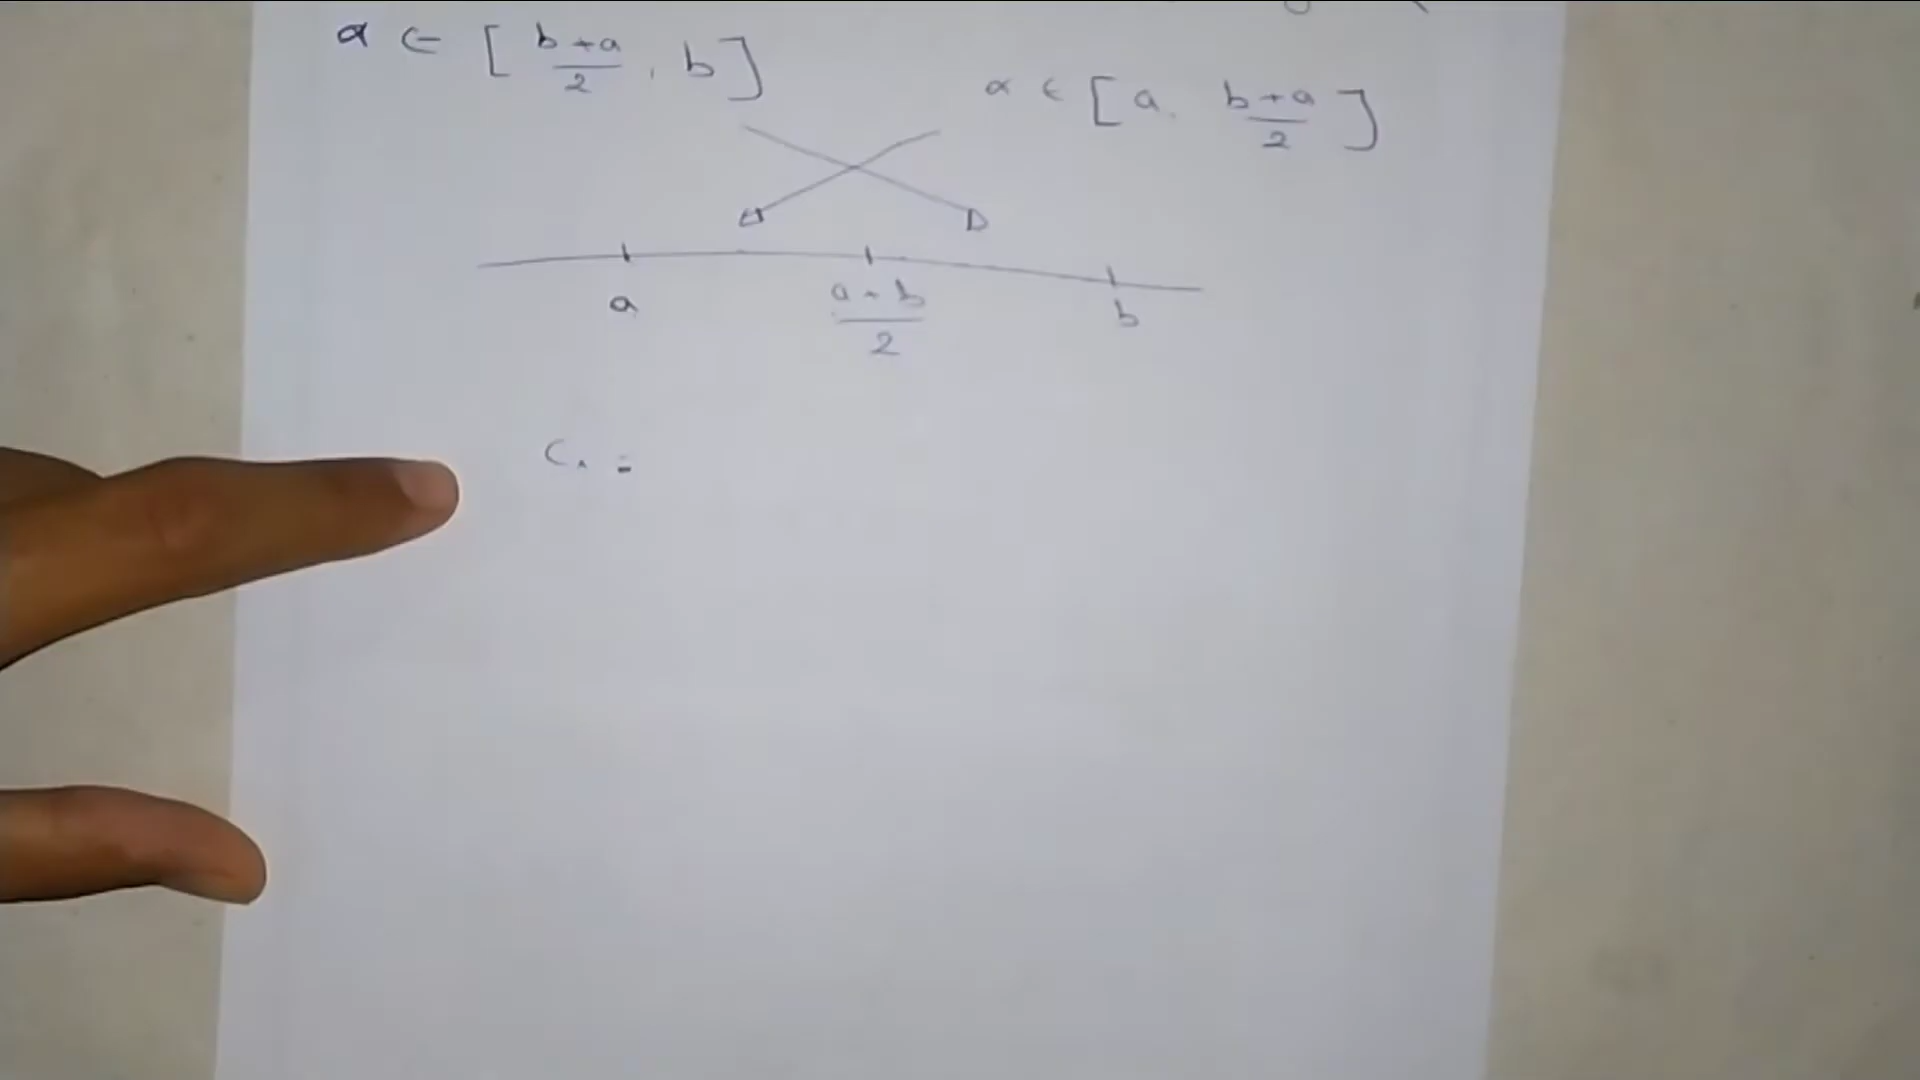 α ∈ [ b+a/2 , b ]
α ∈ [ a, b+a/2 ]
a
a+b/2
b
C₁ =